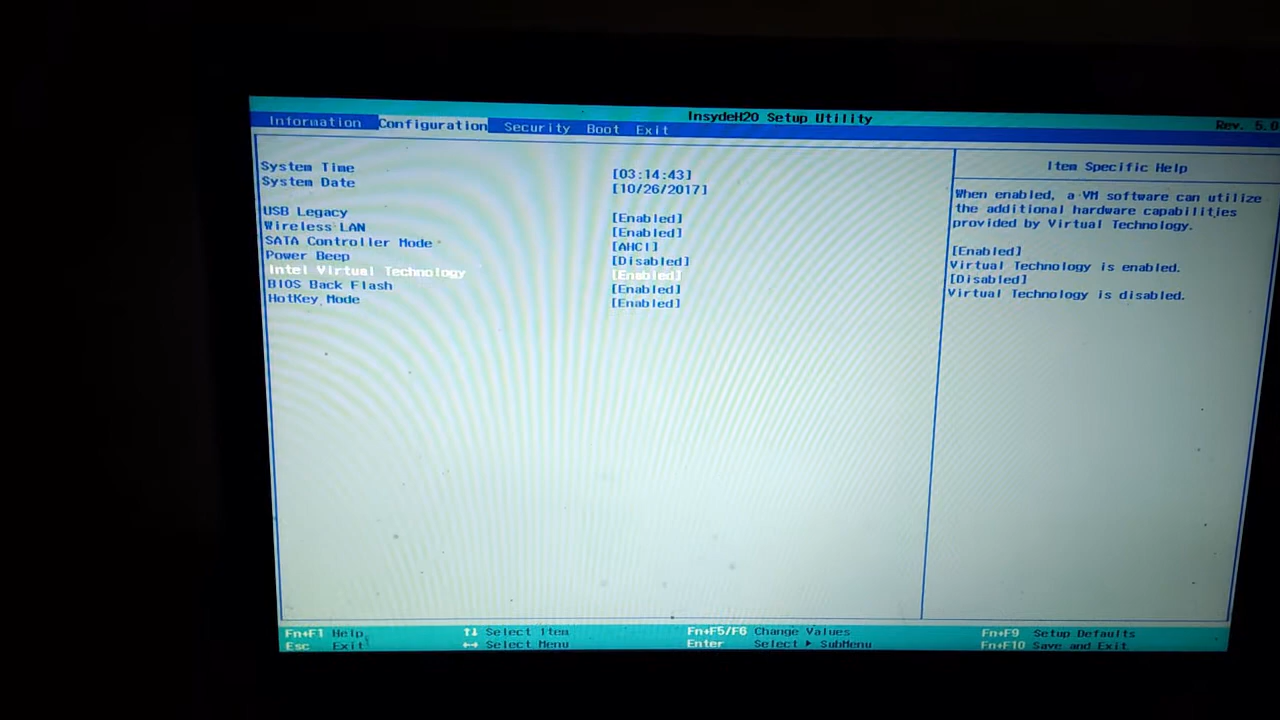 InsydeH2O Setup Utility
Rev. 5.0
Information Configuration Security Boot Exit
System Time [03:14:43]
System Date [10/26/2017]
USB Legacy [Enabled]
Wireless LAN [Enabled]
SATA Controller Mode [AHCI]
Power Beep [Disabled]
Intel Virtual Technology [Enabled]
BIOS Back Flash [Enabled]
HotKey Mode [Enabled]
Item Specific Help
When enabled, a VM software can utilize
the additional hardware capabilities
provided by Virtual Technology.
[Enabled]
Virtual Technology is enabled.
[Disabled]
Virtual Technology is disabled.
Fn+F1 Help ↑↓ Select Item Fn+F5/F6 Change Values Fn+F9 Setup Defaults
Esc Exit ↔ Select Menu Enter Select ▶ SubMenu Fn+F10 Save and Exit